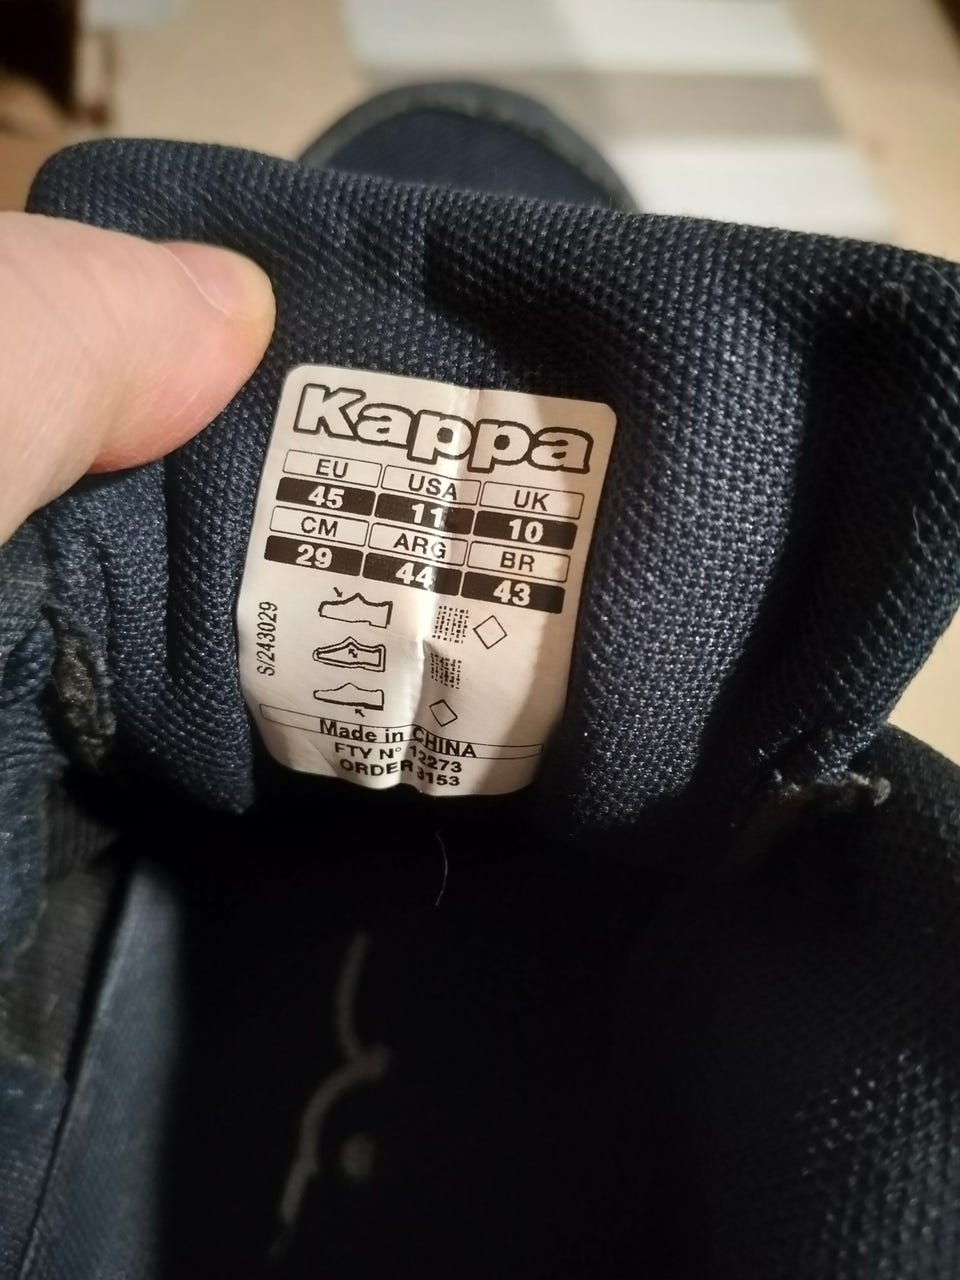 Kappa
EU USA UK
45 11 10
CM ARG BR
29 44 43
S/243029
Made in CHINA
FTY N° 12273
ORDER 3153